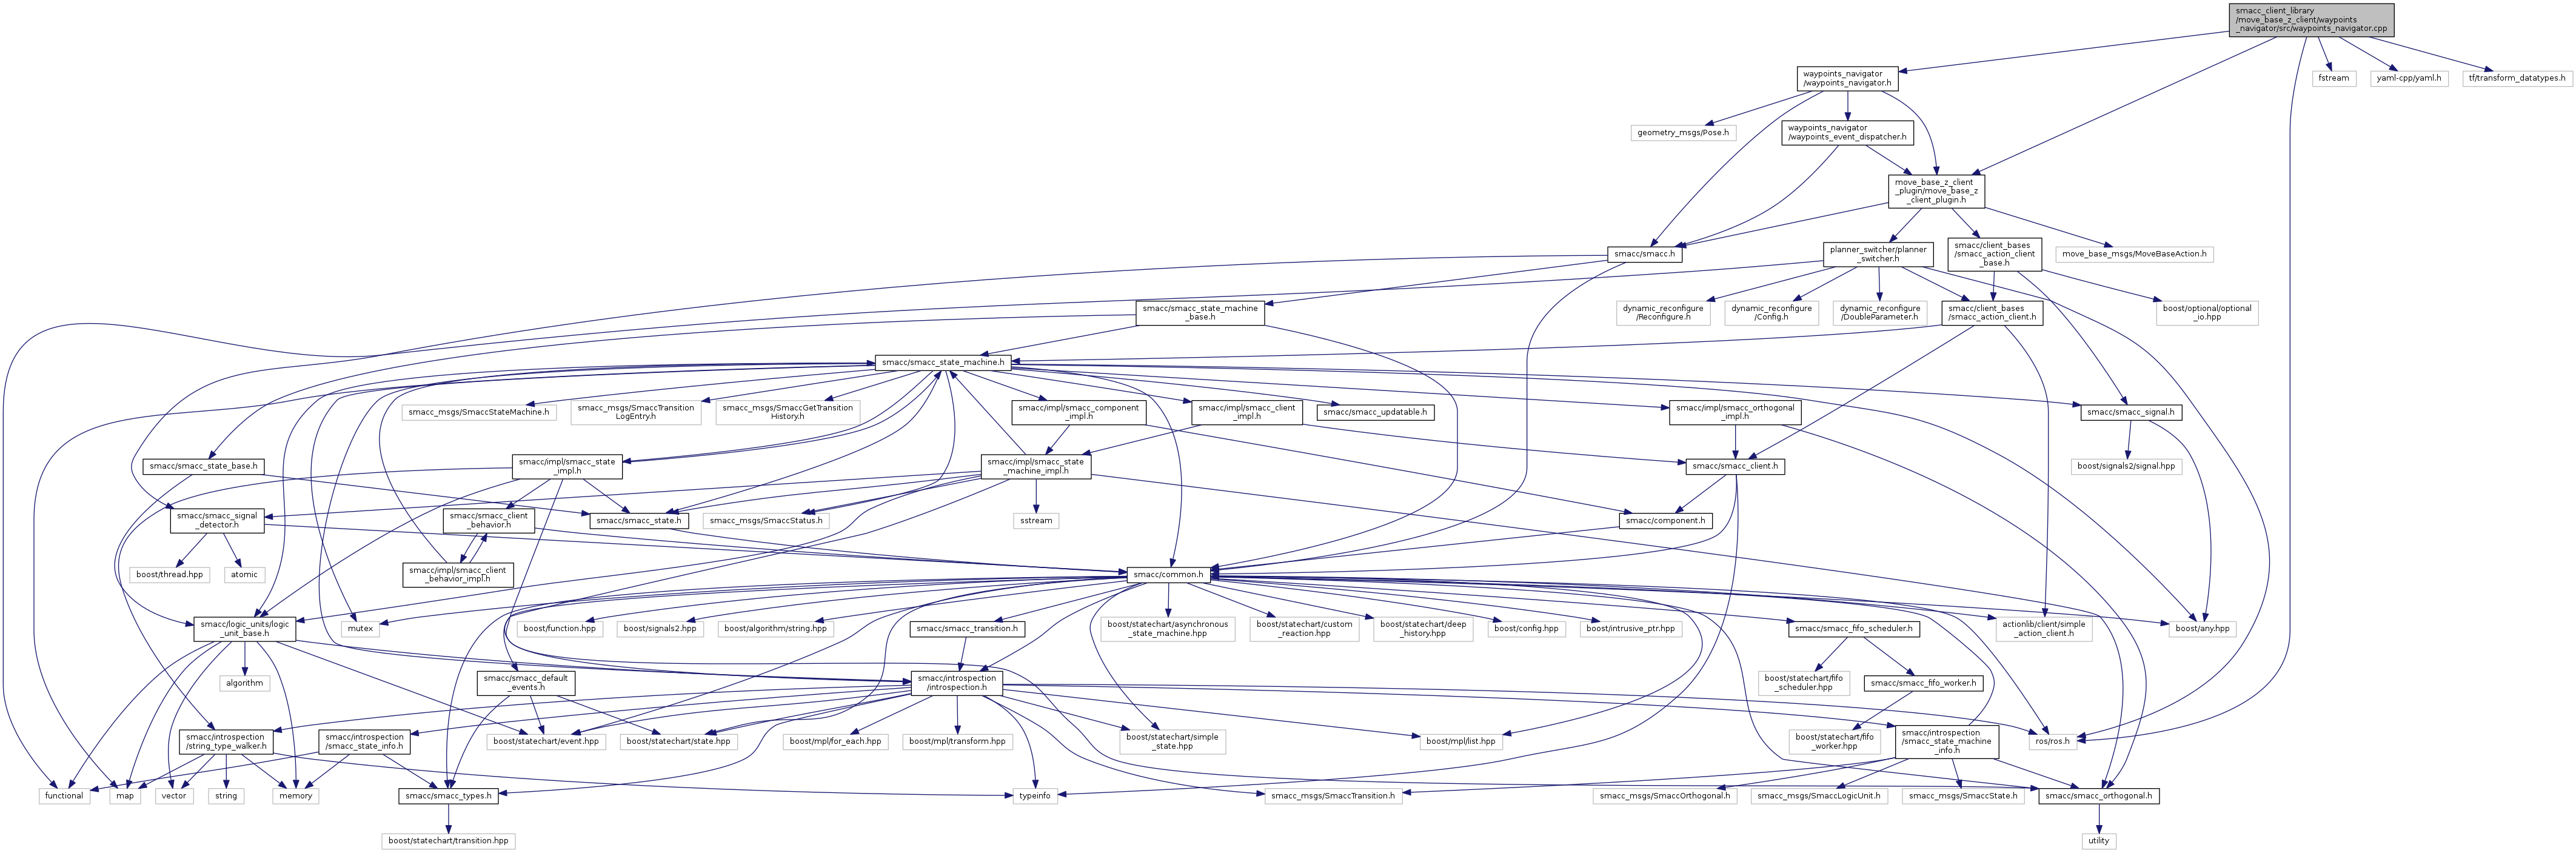 smacc_client_library
/move_base_z_client/waypoints
_navigator/src/waypoints_navigator.cpp
waypoints_navigator
/waypoints_navigator.h
fstream
yaml-cpp/yaml.h
tf/transform_datatypes.h
geometry_msgs/Pose.h
waypoints_navigator
/waypoints_event_dispatcher.h
move_base_z_client
_plugin/move_base_z
_client_plugin.h
smacc/smacc.h
planner_switcher/planner
_switcher.h
smacc/client_bases
/smacc_action_client
_base.h
move_base_msgs/MoveBaseAction.h
smacc/smacc_state_machine
_base.h
dynamic_reconfigure
/Reconfigure.h
dynamic_reconfigure
/Config.h
dynamic_reconfigure
/DoubleParameter.h
smacc/client_bases
/smacc_action_client.h
boost/optional/optional
_io.hpp
smacc/smacc_state_machine.h
smacc_msgs/SmaccStateMachine.h
smacc_msgs/SmaccTransition
LogEntry.h
smacc_msgs/SmaccGetTransition
History.h
smacc/impl/smacc_component
_impl.h
smacc/impl/smacc_client
_impl.h
smacc/smacc_updatable.h
smacc/impl/smacc_orthogonal
_impl.h
smacc/smacc_signal.h
smacc/smacc_state_base.h
smacc/impl/smacc_state
_impl.h
smacc/impl/smacc_state
_machine_impl.h
smacc/smacc_client.h
boost/signals2/signal.hpp
smacc/smacc_signal
_detector.h
smacc/smacc_client
_behavior.h
smacc/smacc_state.h
smacc_msgs/SmaccStatus.h
sstream
smacc/component.h
boost/thread.hpp
atomic
smacc/impl/smacc_client
_behavior_impl.h
smacc/common.h
smacc/logic_units/logic
_unit_base.h
mutex
boost/function.hpp
boost/signals2.hpp
boost/algorithm/string.hpp
smacc/smacc_transition.h
boost/statechart/asynchronous
_state_machine.hpp
boost/statechart/custom
_reaction.hpp
boost/statechart/deep
_history.hpp
boost/config.hpp
boost/intrusive_ptr.hpp
smacc/smacc_fifo_scheduler.h
actionlib/client/simple
_action_client.h
boost/any.hpp
algorithm
smacc/smacc_default
_events.h
smacc/introspection
/introspection.h
boost/statechart/fifo
_scheduler.hpp
smacc/smacc_fifo_worker.h
smacc/introspection
/string_type_walker.h
smacc/introspection
/smacc_state_info.h
boost/statechart/event.hpp
boost/statechart/state.hpp
boost/mpl/for_each.hpp
boost/mpl/transform.hpp
boost/statechart/simple
_state.hpp
boost/mpl/list.hpp
boost/statechart/fifo
_worker.hpp
smacc/introspection
/smacc_state_machine
_info.h
ros/ros.h
functional
map
vector
string
memory
smacc/smacc_types.h
typeinfo
smacc_msgs/SmaccTransition.h
smacc_msgs/SmaccOrthogonal.h
smacc_msgs/SmaccLogicUnit.h
smacc_msgs/SmaccState.h
smacc/smacc_orthogonal.h
boost/statechart/transition.hpp
utility